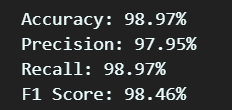 Accuracy: 98.97%
Precision: 97.95%
Recall: 98.97%
F1 Score: 98.46%